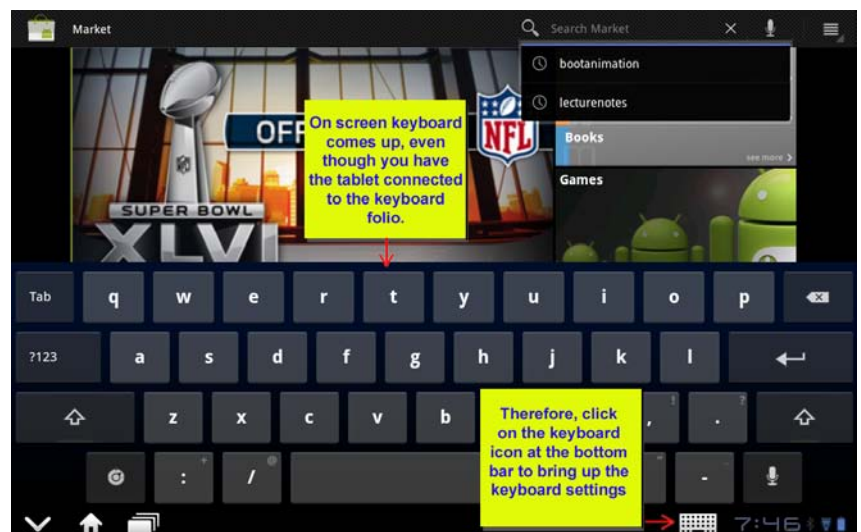 Market
Search Market
bootanimation
lecturenotes
OFF
NFL
Books
see more
Games
SUPER BOWL
XLVI
On screen keyboard
comes up, even
though you have
the tablet connected
to the keyboard
folio.
Tab q w e r t y u i o p
?123 a s d f g h j k l
z x c v b , ! . ?
: + / @ " - _
Therefore, click
on the keyboard
icon at the bottom
bar to bring up the
keyboard settings
7:46